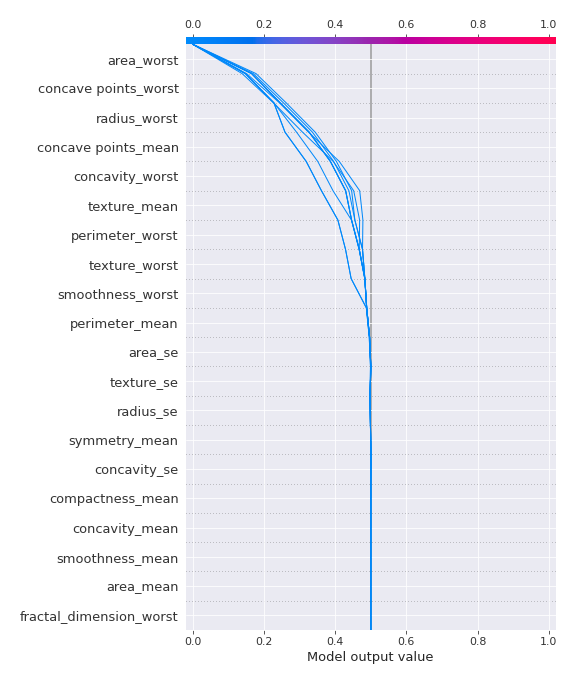 0.0 0.2 0.4 0.6 0.8 1.0
area_worst
concave points_worst
radius_worst
concave points_mean
concavity_worst
texture_mean
perimeter_worst
texture_worst
smoothness_worst
perimeter_mean
area_se
texture_se
radius_se
symmetry_mean
concavity_se
compactness_mean
concavity_mean
smoothness_mean
area_mean
fractal_dimension_worst
0.0 0.2 0.4 0.6 0.8 1.0
Model output value